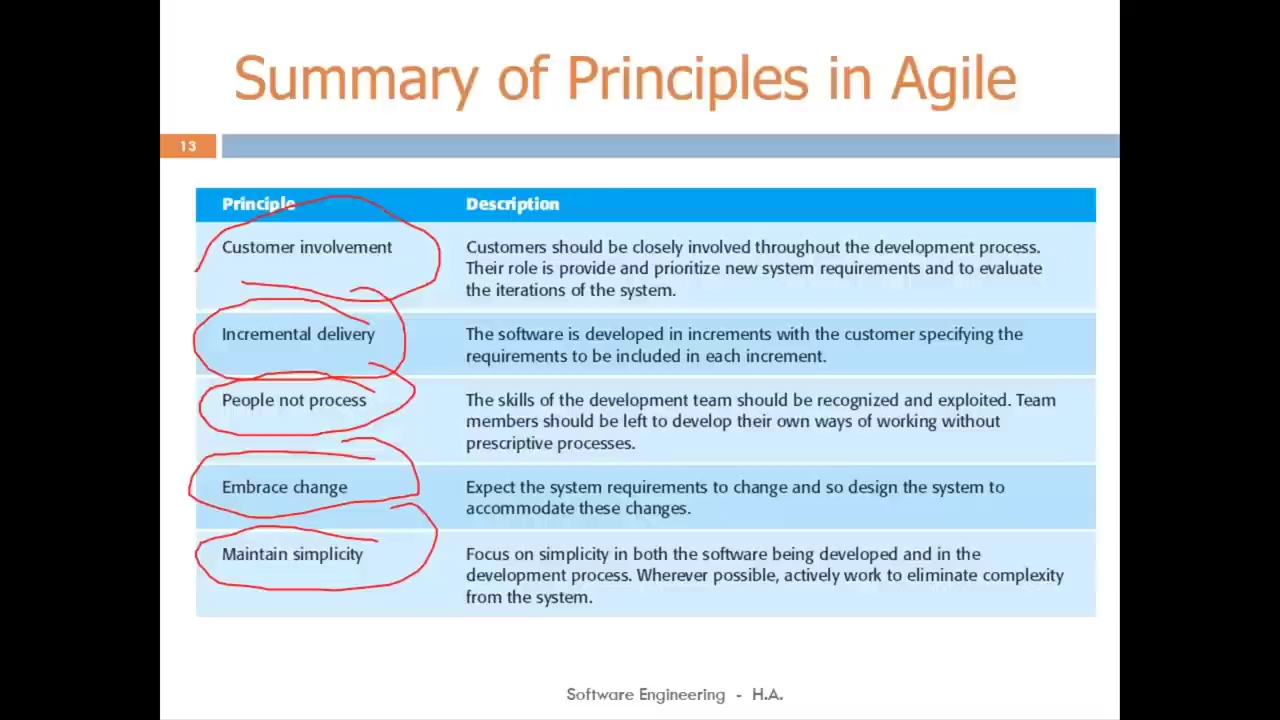 Summary of Principles in Agile
13
Principle Description
Customer involvement Customers should be closely involved throughout the development process.
Their role is provide and prioritize new system requirements and to evaluate
the iterations of the system.
Incremental delivery The software is developed in increments with the customer specifying the
requirements to be included in each increment.
People not process The skills of the development team should be recognized and exploited. Team
members should be left to develop their own ways of working without
prescriptive processes.
Embrace change Expect the system requirements to change and so design the system to
accommodate these changes.
Maintain simplicity Focus on simplicity in both the software being developed and in the
development process. Wherever possible, actively work to eliminate complexity
from the system.
Software Engineering - H.A.